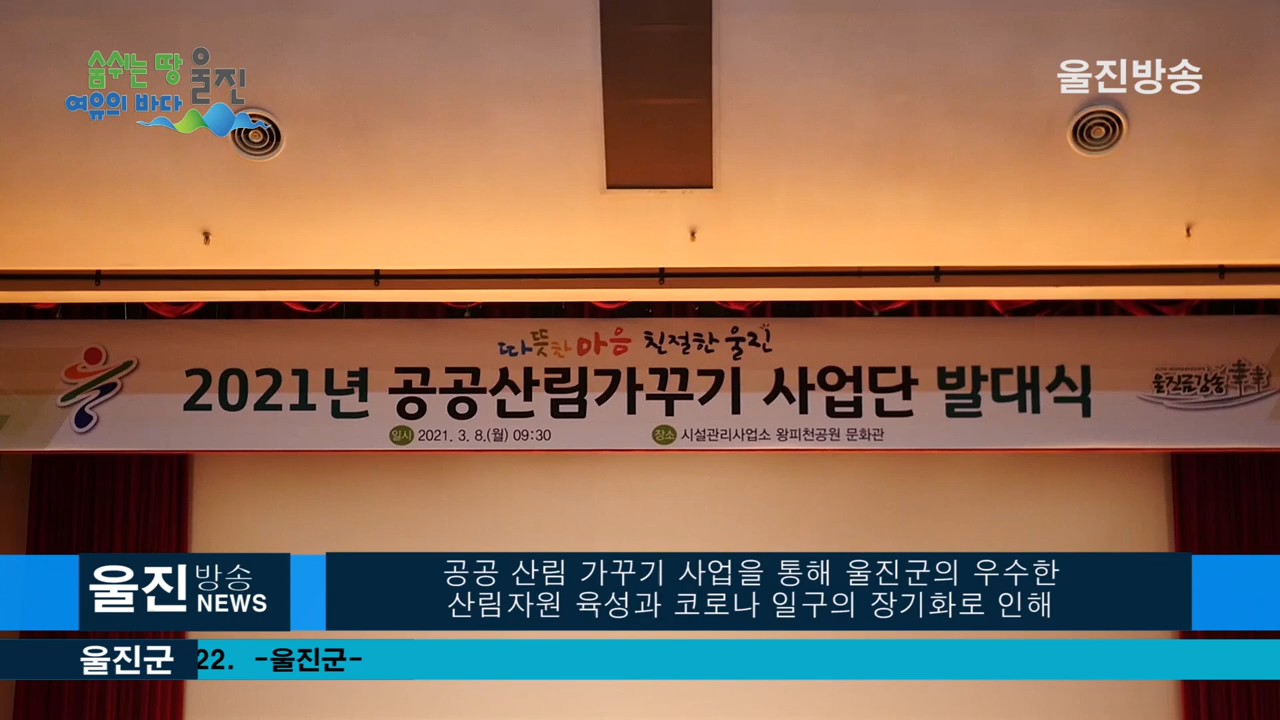 숨쉬는 땅 울진
여유의 바다
울진방송
따뜻한 마음 친절한 울진
2021년 공공산림가꾸기 사업단 발대식
일시 2021. 3. 8.(월) 09:30
장소 시설관리사업소 왕피천공원 문화관
울진금강송
울진 방송 NEWS
공공 산림 가꾸기 사업을 통해 울진군의 우수한
산림자원 육성과 코로나 일구의 장기화로 인해
울진군 22. -울진군-